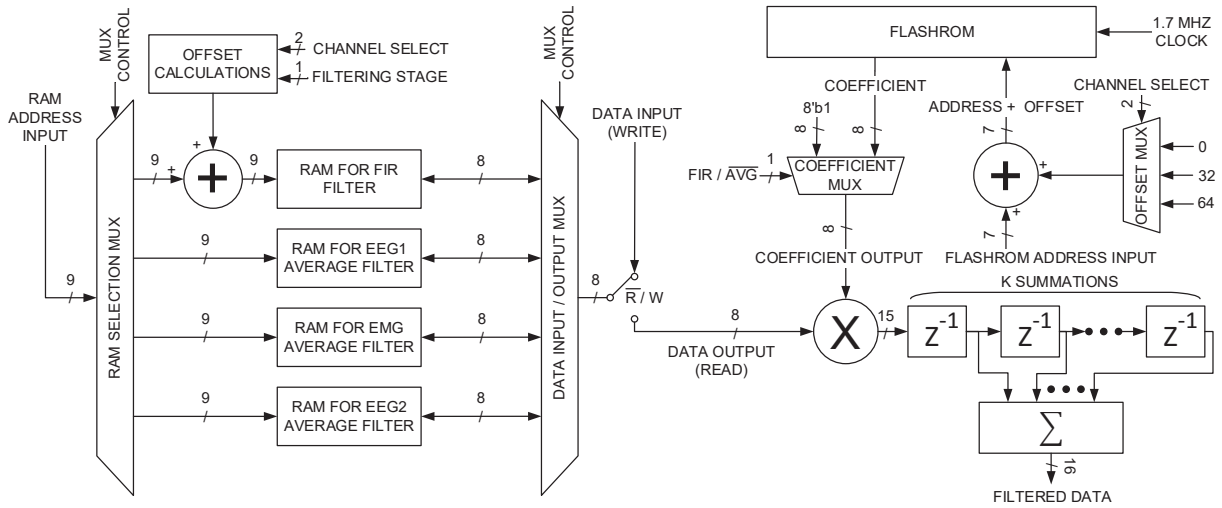 MUX
CONTROL
OFFSET
CALCULATIONS
2
CHANNEL SELECT
1
FILTERING STAGE
RAM
ADDRESS
INPUT
9
RAM SELECTION MUX
9
+
+
+
9
RAM FOR FIR
FILTER
8
9
RAM FOR EEG1
AVERAGE FILTER
8
9
RAM FOR EMG
AVERAGE FILTER
8
9
RAM FOR EEG2
AVERAGE FILTER
8
MUX
CONTROL
DATA INPUT / OUTPUT MUX
8
DATA INPUT
(WRITE)
R̅ / W
8
DATA OUTPUT
(READ)
FLASHROM
1.7 MHZ
CLOCK
COEFFICIENT
8'b1
8
8
FIR / A̅V̅G̅
1
COEFFICIENT
MUX
8
COEFFICIENT OUTPUT
X
15
ADDRESS + OFFSET
7
+
+
+
7
FLASHROM ADDRESS INPUT
CHANNEL SELECT
2
OFFSET MUX
0
32
64
K SUMMATIONS
Z-1
Z-1
Z-1
Σ
16
FILTERED DATA